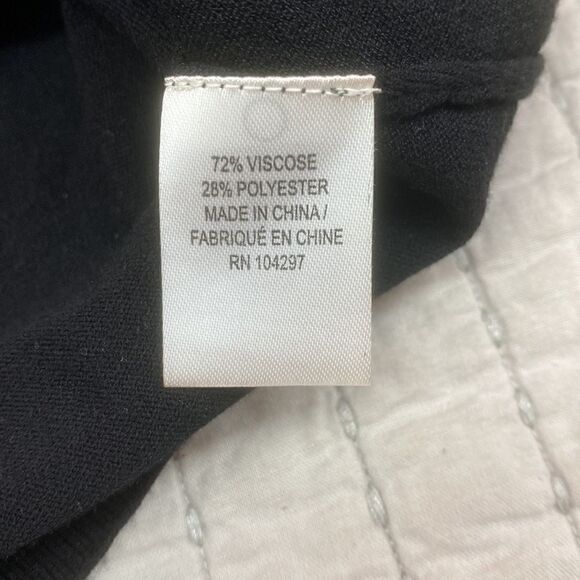 72% VISCOSE
28% POLYESTER
MADE IN CHINA /
FABRIQUÉ EN CHINE
RN 104297